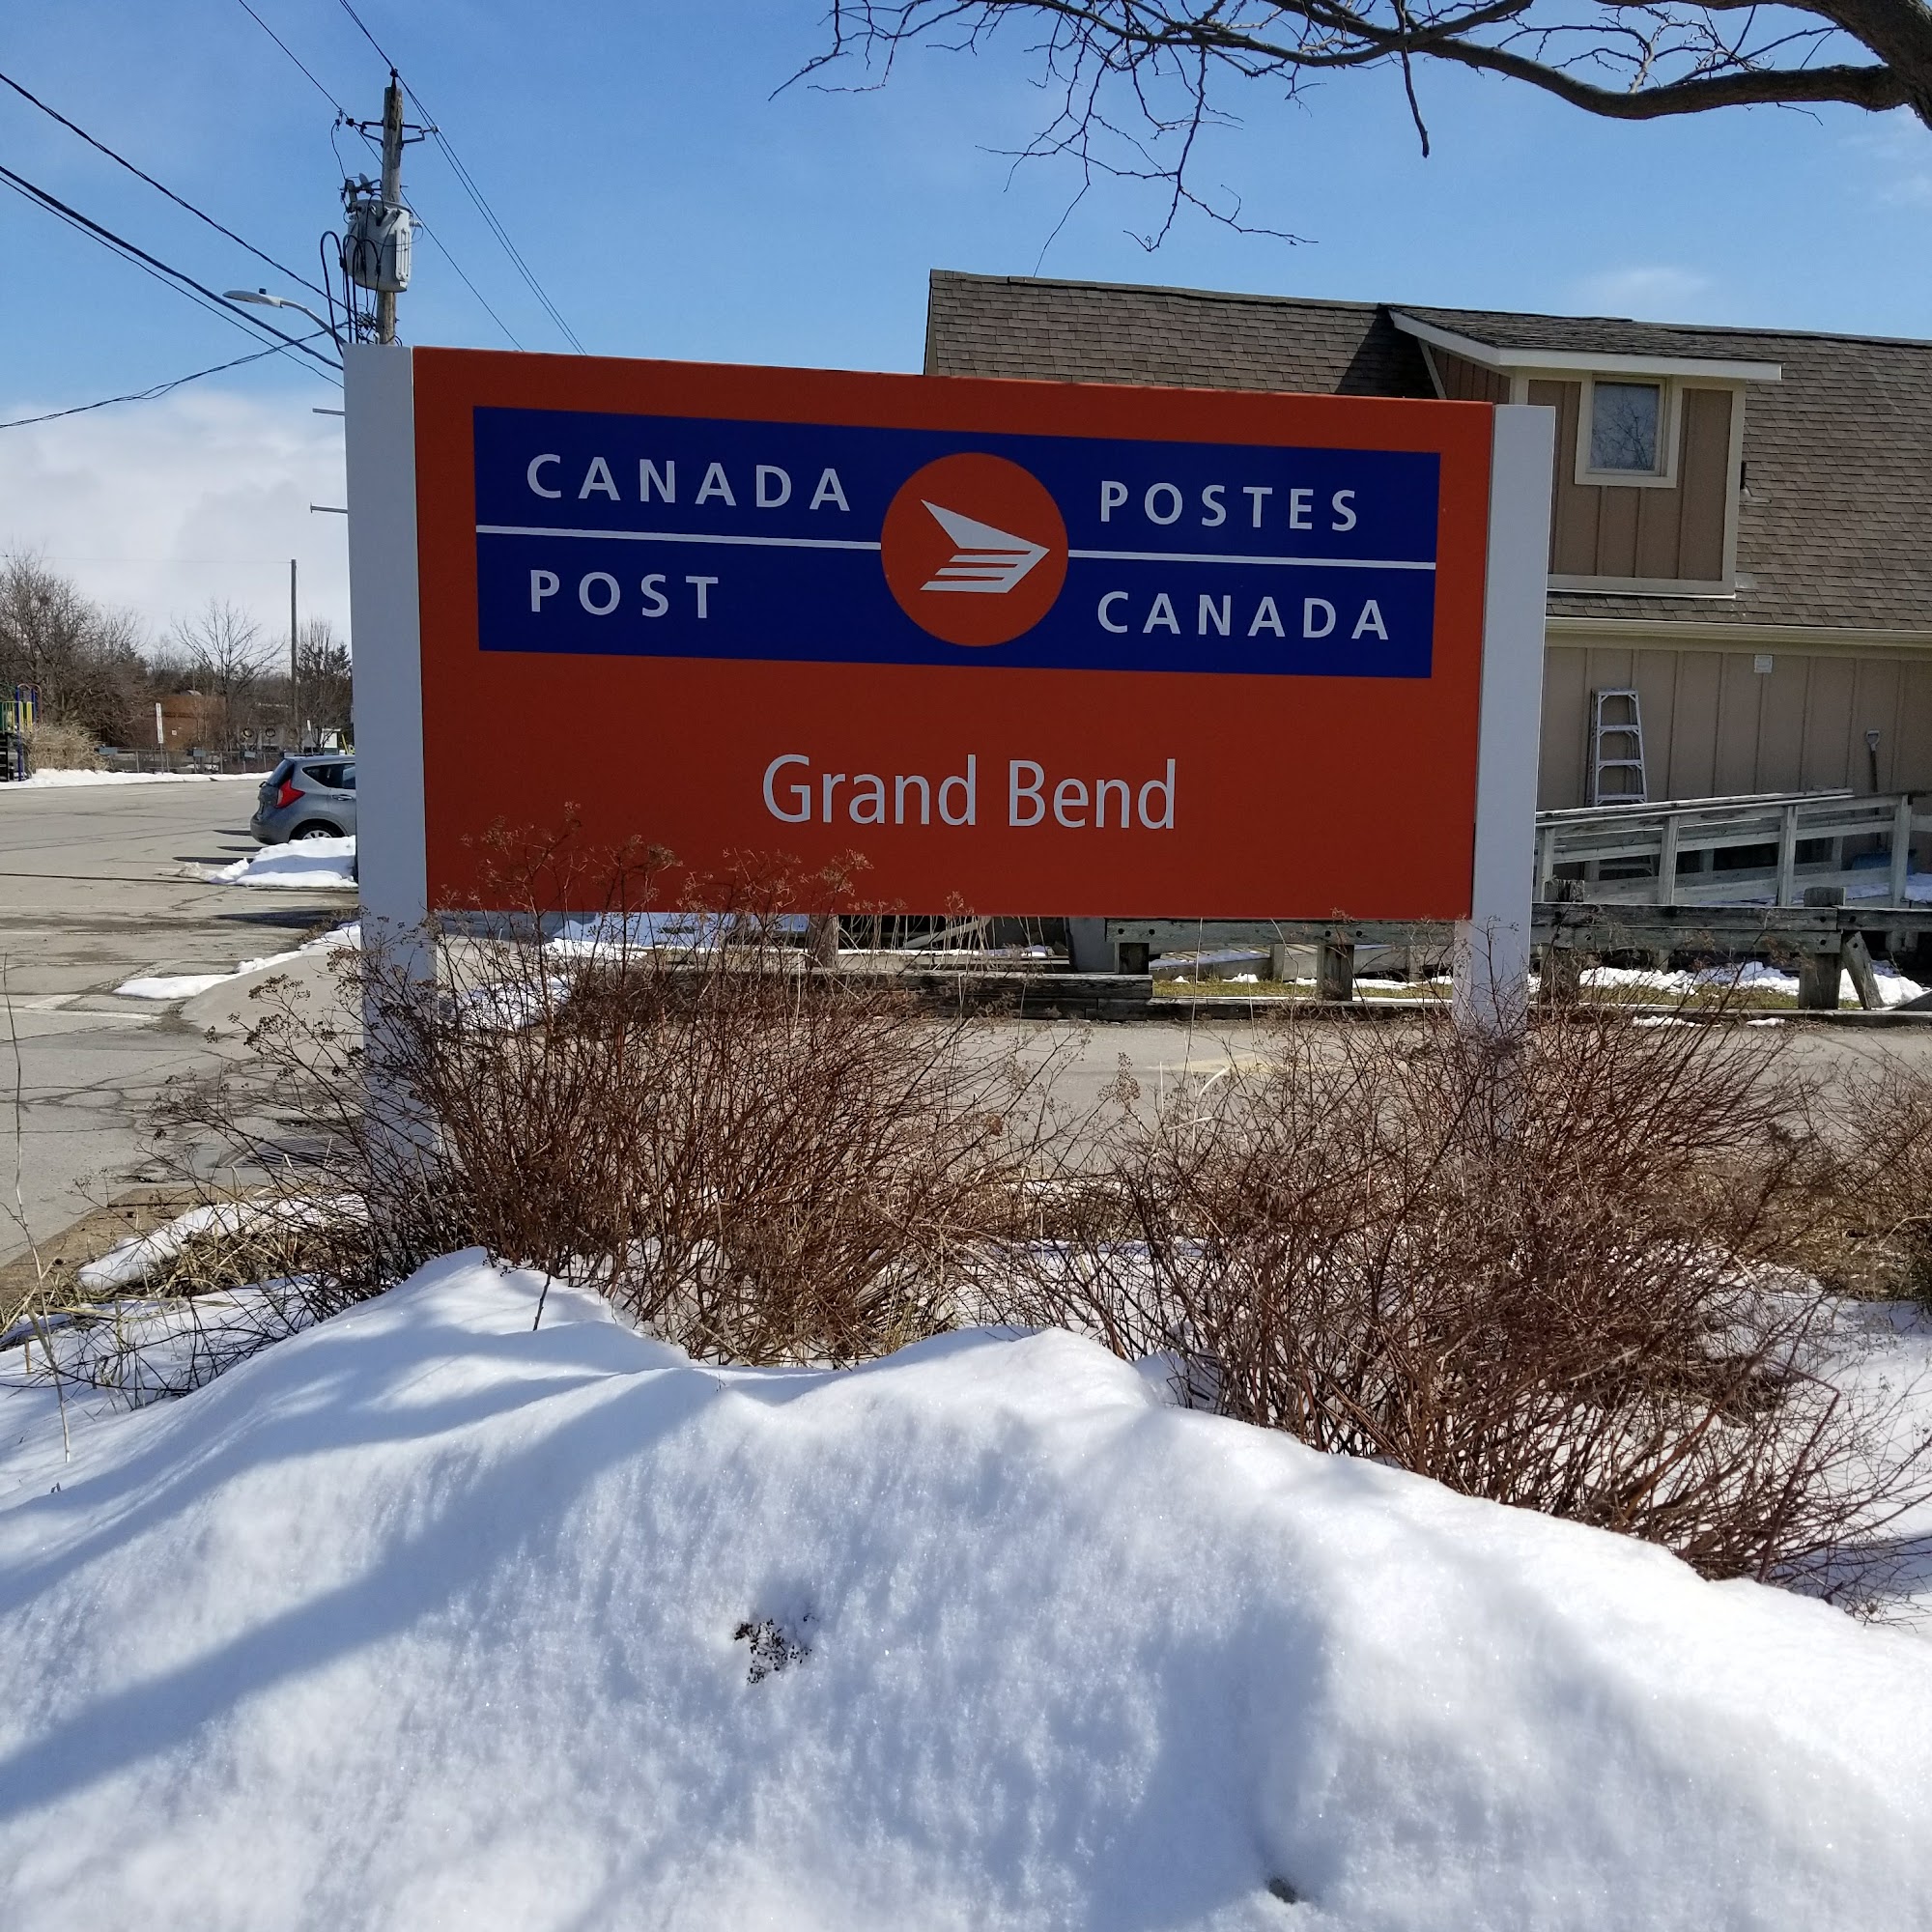 CANADA
POST
POSTES
CANADA
Grand Bend